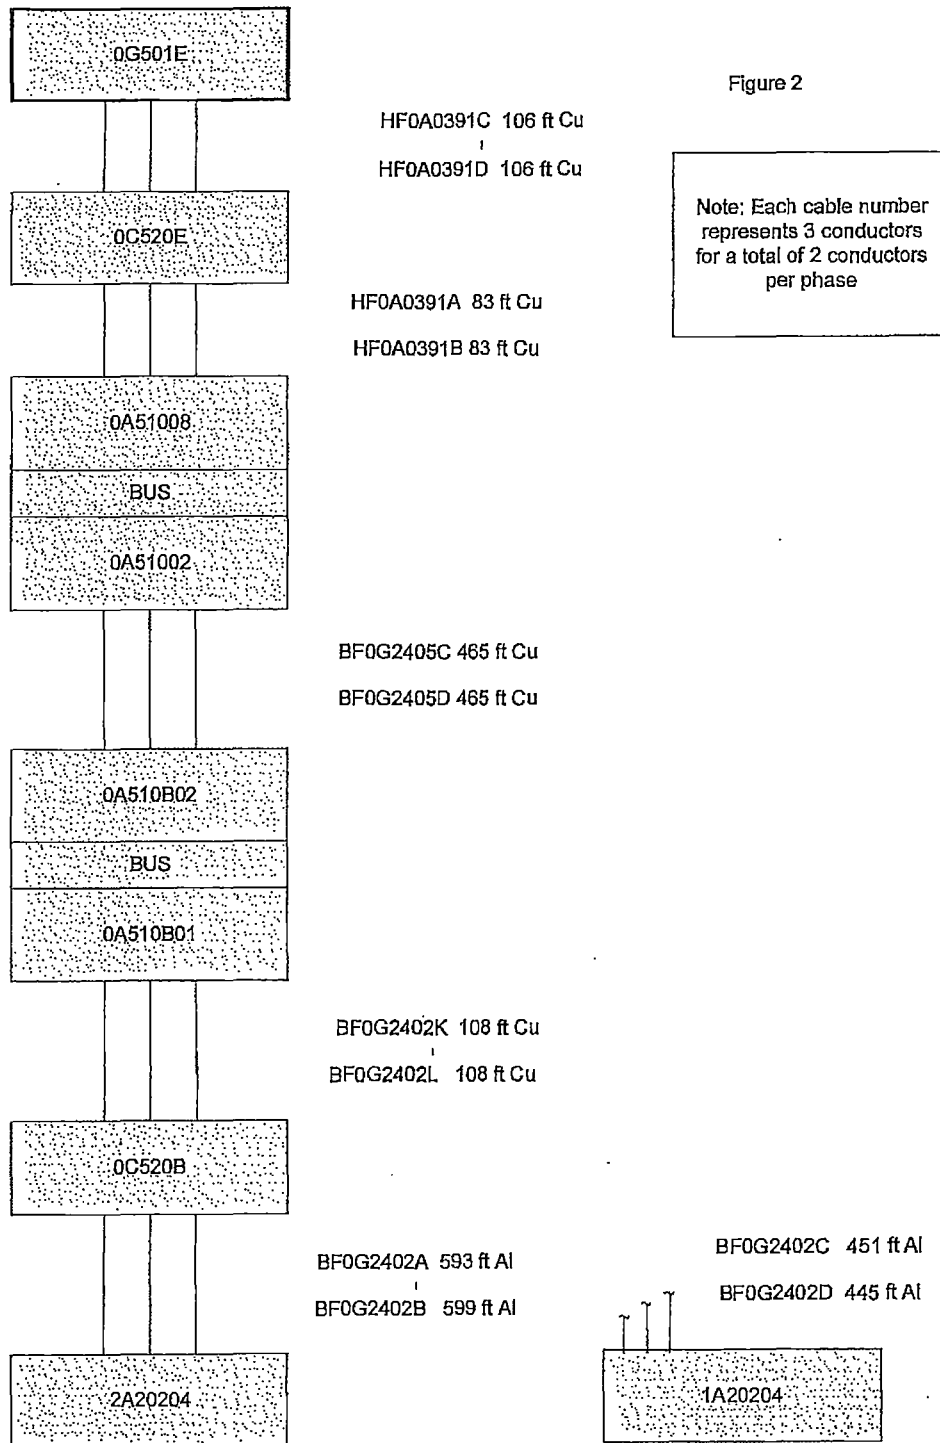 0G501E
Figure 2
HF0A0391C 106 ft Cu
HF0A0391D 106 ft Cu
Note: Each cable number
represents 3 conductors
for a total of 2 conductors
per phase
0C520E
HF0A0391A 83 ft Cu
HF0A0391B 83 ft Cu
0A51008
BUS
0A51002
BF0G2405C 465 ft Cu
BF0G2405D 465 ft Cu
0A510B02
BUS
0A510B01
BF0G2402K 108 ft Cu
BF0G2402L 108 ft Cu
0C520B
BF0G2402A 593 ft Al
BF0G2402B 599 ft Al
BF0G2402C 451 ft Al
BF0G2402D 445 ft Al
2A20204
1A20204